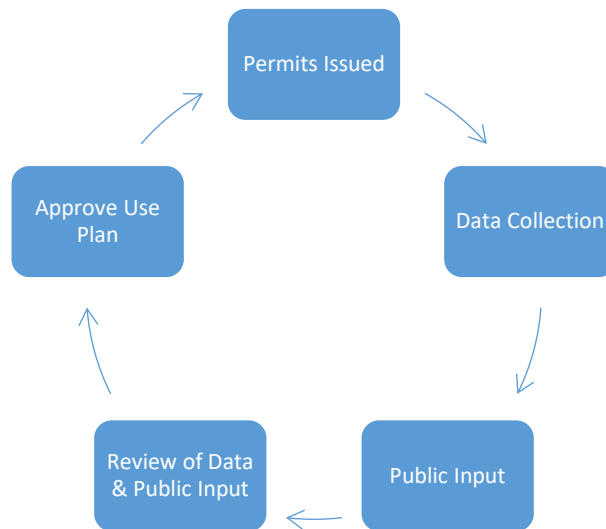 Permits Issued
Data Collection
Public Input
Review of Data
& Public Input
Approve Use
Plan